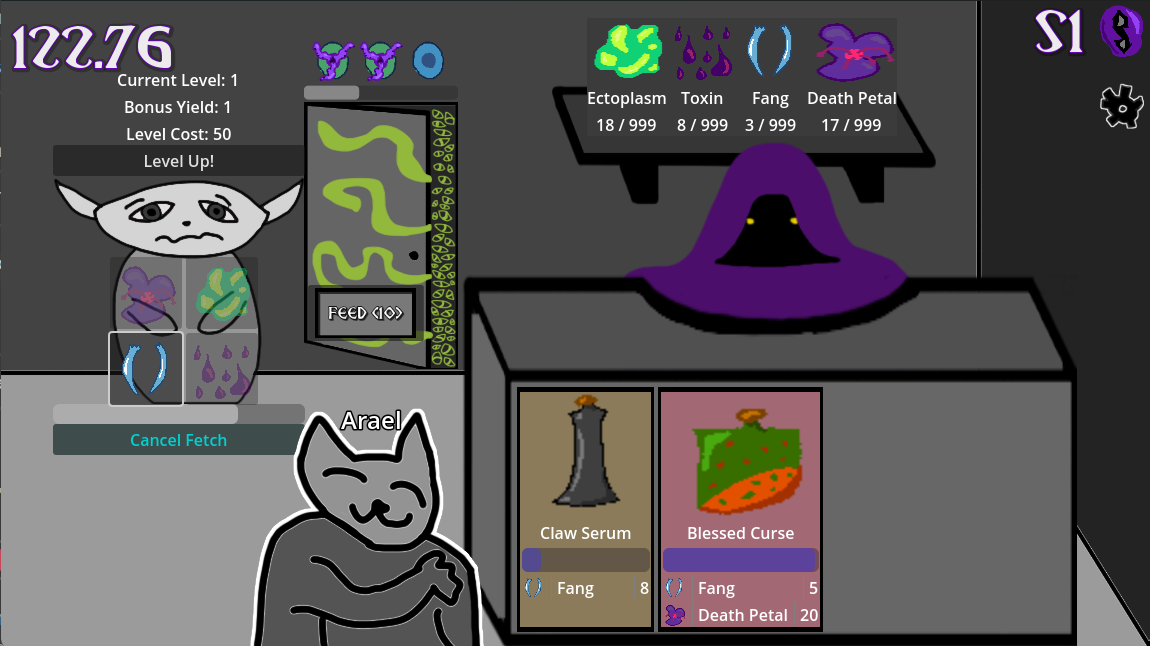 122.76
Current Level: 1
Bonus Yield: 1
Level Cost: 50
Level Up!
Cancel Fetch
FEED <10>
Arael
Ectoplasm Toxin Fang Death Petal
18 / 999 8 / 999 3 / 999 17 / 999
S1
Claw Serum
Fang 8
Blessed Curse
Fang 5
Death Petal 20